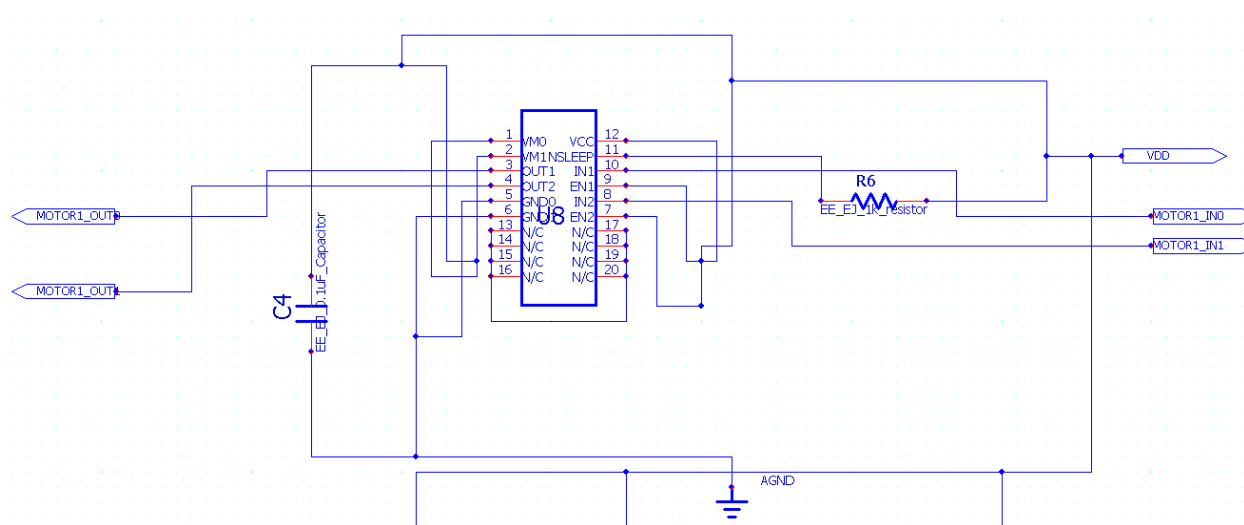 1 VM0 VCC 12
2 VM1 NSLEEP 11
3 OUT1 IN1 10
4 OUT2 EN1 9
5 GND0 IN2 8
6 EN2 7
13 N/C N/C 17
14 N/C N/C 18
15 N/C N/C 19
16 N/C N/C 20
U8
VDD
R6
EE_EJ_1k_resistor
MOTOR1_IN0
MOTOR1_IN1
MOTOR1_OUT
MOTOR1_OUT
C4
EE_EJ_0.1uF_Capacitor
AGND